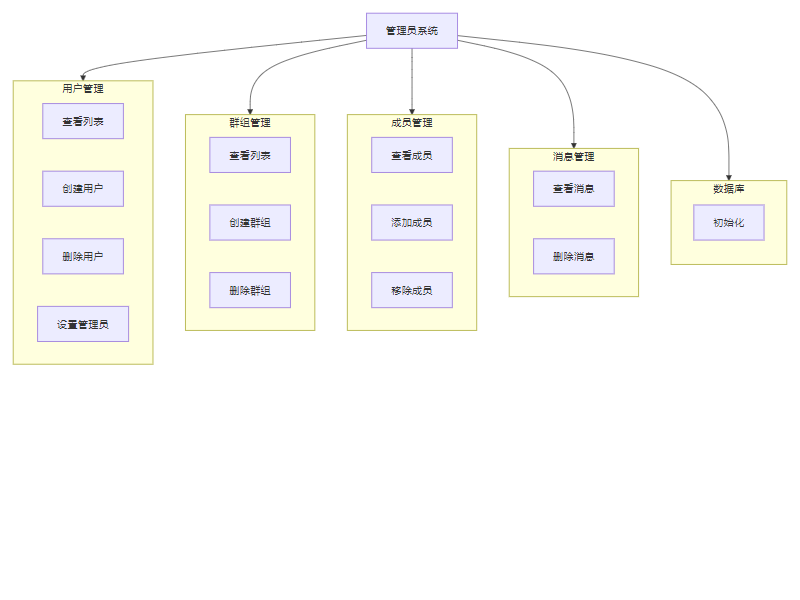 管理员系统
用户管理
查看列表
创建用户
删除用户
设置管理员
群组管理
查看列表
创建群组
删除群组
成员管理
查看成员
添加成员
移除成员
消息管理
查看消息
删除消息
数据库
初始化